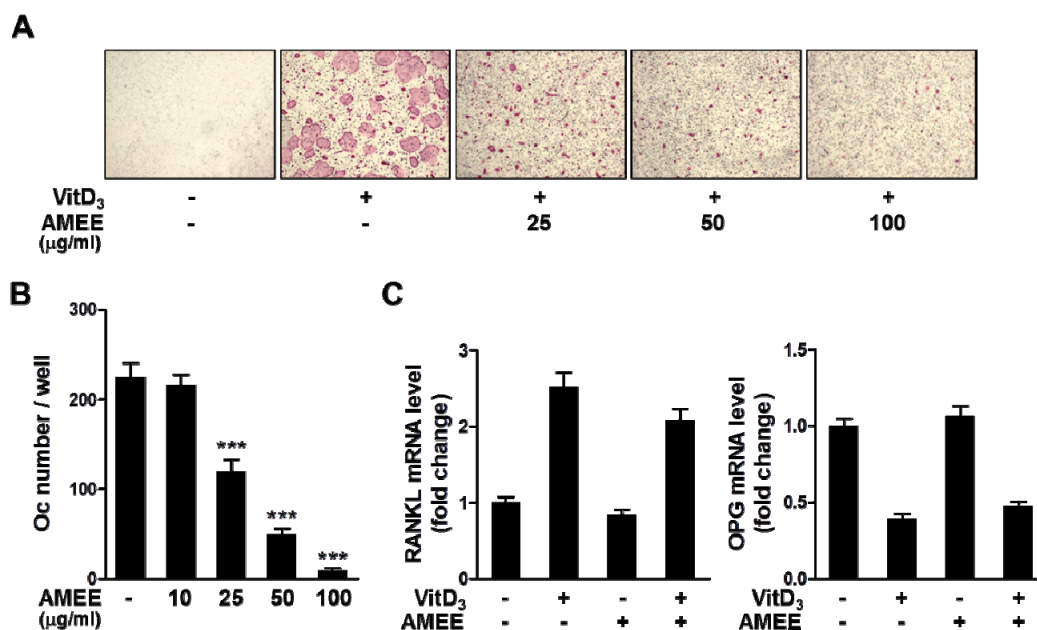 A
VitD3 - + + + +
AMEE - - 25 50 100
(μg/ml)
B
Oc number / well
300
200
100
0
***
***
***
AMEE - 10 25 50 100
(μg/ml)
C
RANKL mRNA level
(fold change)
3
2
1
0
VitD3 - + - +
AMEE - - + +
OPG mRNA level
(fold change)
1.5
1.0
0.5
0.0
VitD3 - + - +
AMEE - - + +